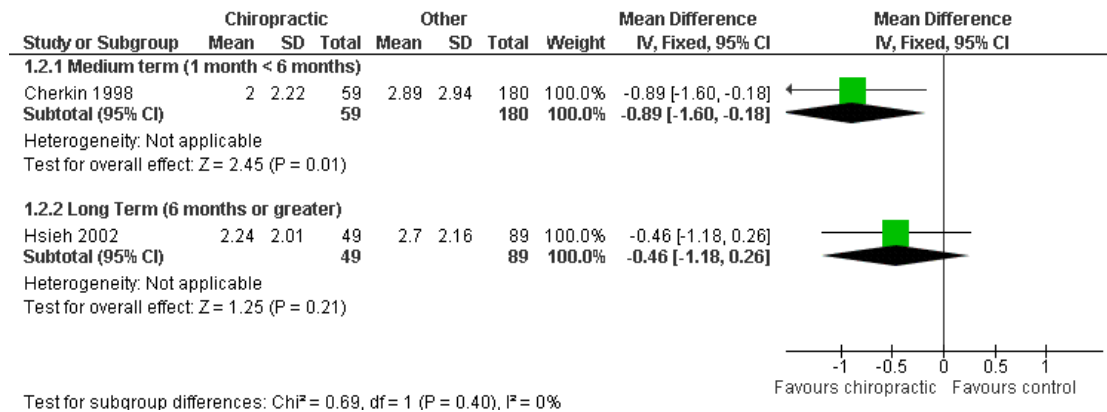 Chiropractic Other Mean Difference Mean Difference
Study or Subgroup Mean SD Total Mean SD Total Weight IV, Fixed, 95% CI IV, Fixed, 95% CI
1.2.1 Medium term (1 month < 6 months)
Cherkin 1998 2 2.22 59 2.89 2.94 180 100.0% -0.89 [-1.60, -0.18]
Subtotal (95% CI) 59 180 100.0% -0.89 [-1.60, -0.18]
Heterogeneity: Not applicable
Test for overall effect: Z = 2.45 (P = 0.01)
1.2.2 Long Term (6 months or greater)
Hsieh 2002 2.24 2.01 49 2.7 2.16 89 100.0% -0.46 [-1.18, 0.26]
Subtotal (95% CI) 49 89 100.0% -0.46 [-1.18, 0.26]
Heterogeneity: Not applicable
Test for overall effect: Z = 1.25 (P = 0.21)
-1 -0.5 0 0.5 1
Favours chiropractic Favours control
Test for subgroup differences: Chi² = 0.69, df = 1 (P = 0.40), I² = 0%